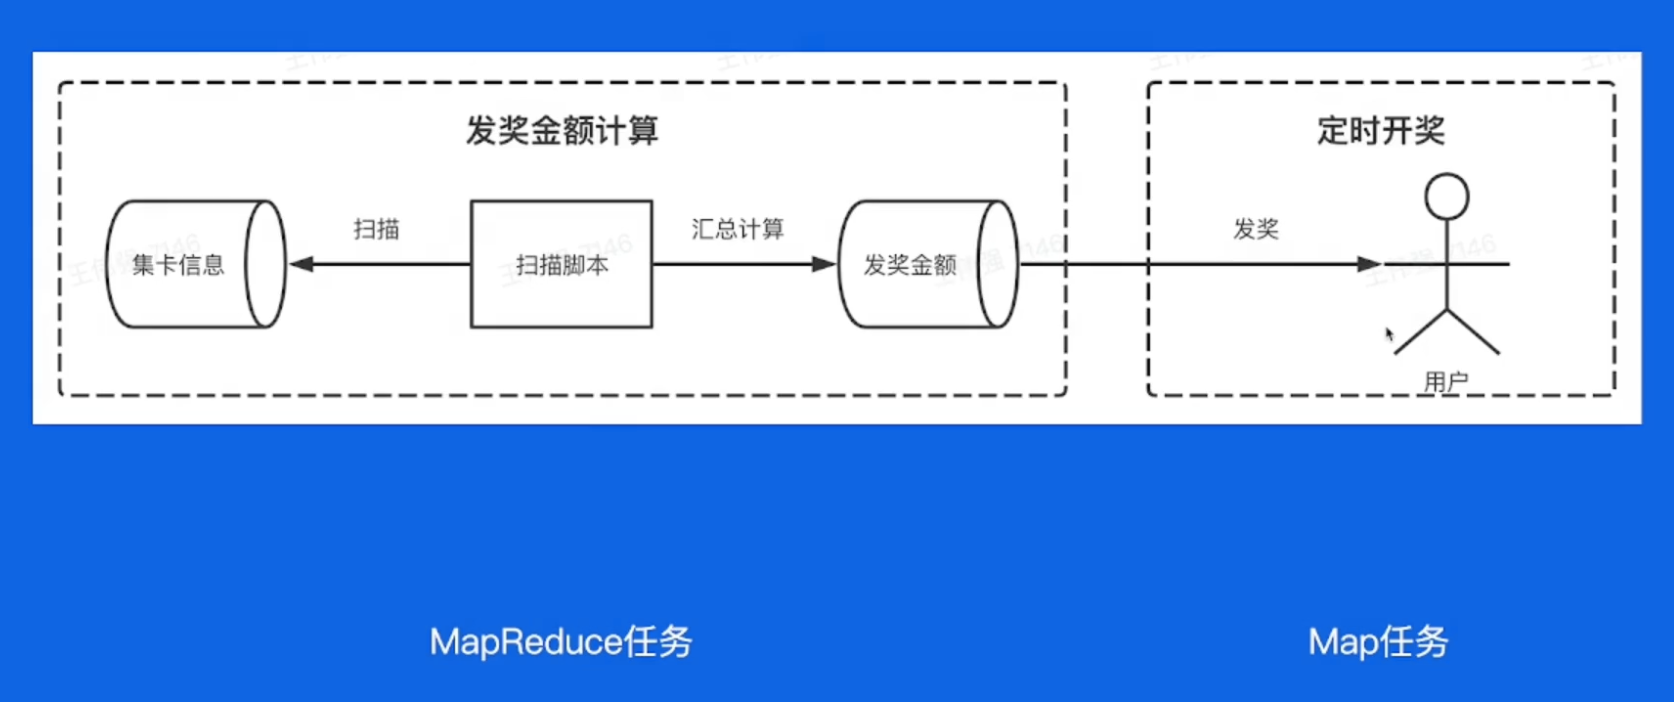 发奖金额计算
定时开奖
扫描
汇总计算
发奖
集卡信息
扫描脚本
发奖金额
用户
MapReduce任务
Map任务